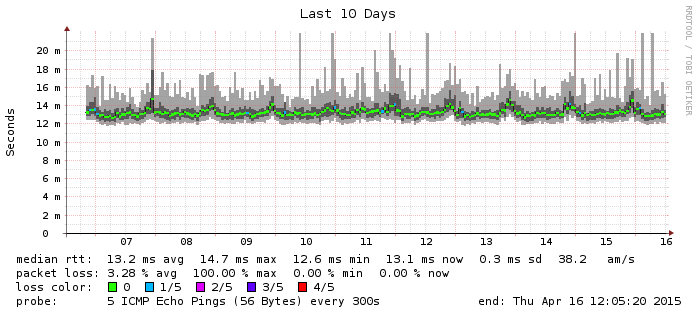 Last 10 Days
RRDTOOL / TOBI OETIKER
Seconds
20 m
18 m
16 m
14 m
12 m
10 m
8 m
6 m
4 m
2 m
0
07 08 09 10 11 12 13 14 15 16
median rtt: 13.2 ms avg 14.7 ms max 12.6 ms min 13.1 ms now 0.3 ms sd 38.2 am/s
packet loss: 3.28 % avg 100.00 % max 0.00 % min 0.00 % now
loss color: 0 1/5 2/5 3/5 4/5
probe: 5 ICMP Echo Pings (56 Bytes) every 300s end: Thu Apr 16 12:05:20 2015